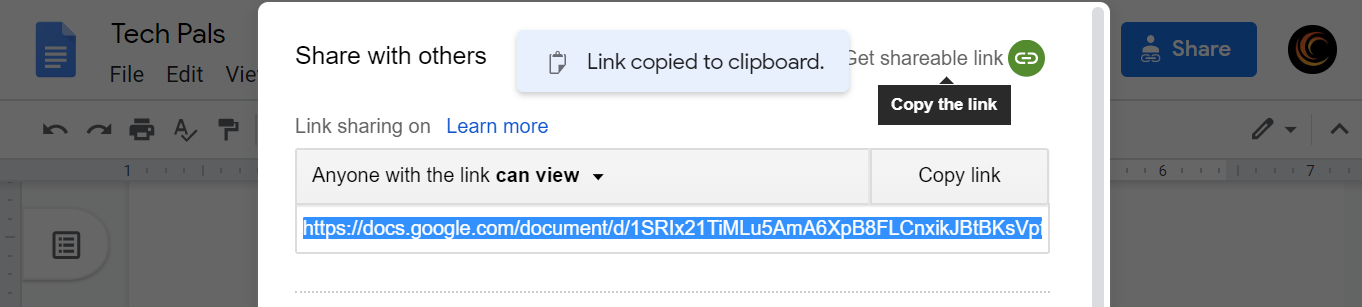 Tech Pals
File Edit
Share with others
Link copied to clipboard.
shareable link
Share
Copy the link
Link sharing on Learn more
1 6 7
Anyone with the link can view
Copy link
https://docs.google.com/document/d/1SRIx21TiMLu5AmA6XpB8FLCnxikJBtBKsVp